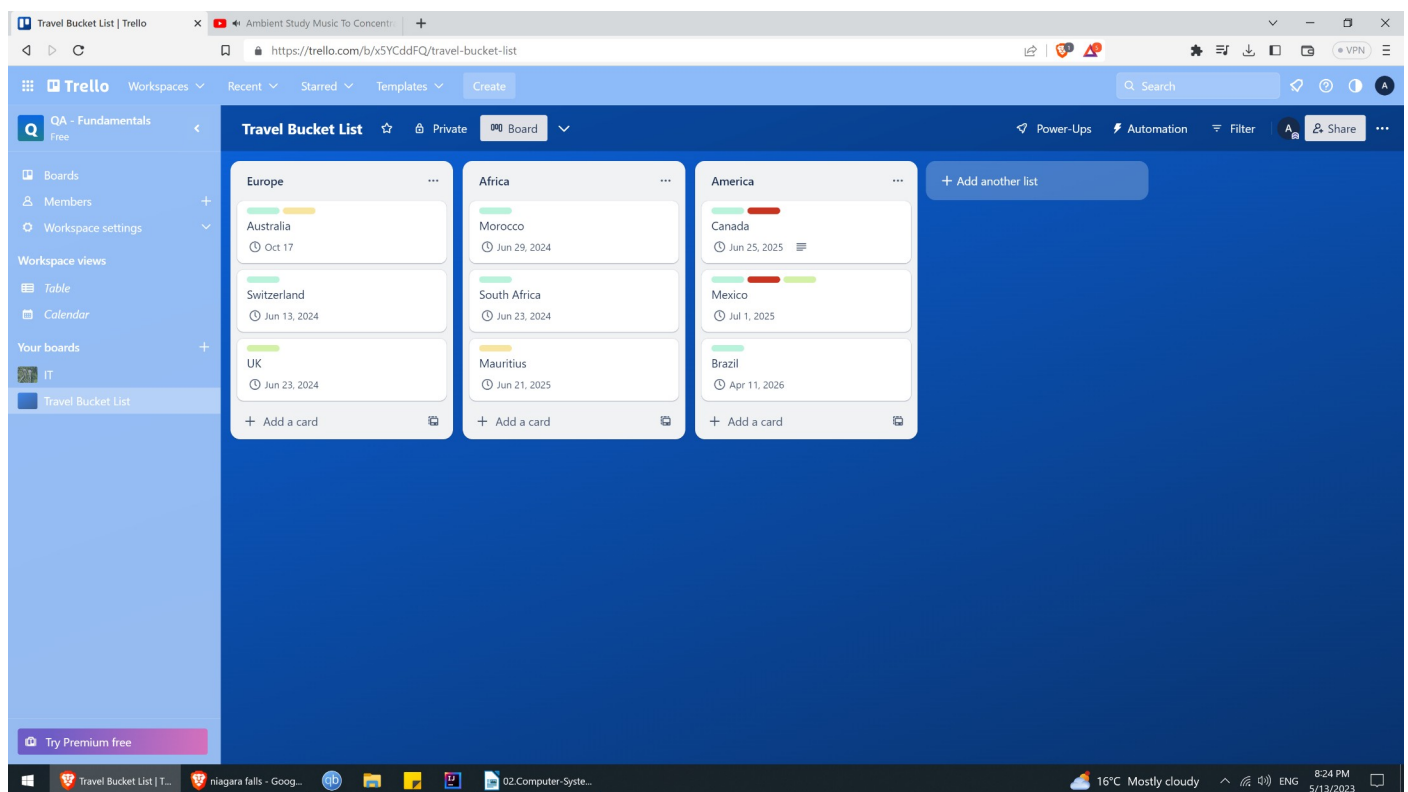 Travel Bucket List | Trello
Ambient Study Music To Concentr
https://trello.com/b/x5YCddFQ/travel-bucket-list
1
VPN
Trello Workspaces Recent Starred Templates Create Search A
Q QA - Fundamentals
Free
Travel Bucket List Private Board Power-Ups Automation Filter A Share
Boards
Members
Workspace settings
Workspace views
Table
Calendar
Your boards
IT
Travel Bucket List
Try Premium free
Europe
Australia
Oct 17
Switzerland
Jun 13, 2024
UK
Jun 23, 2024
+ Add a card
Africa
Morocco
Jun 29, 2024
South Africa
Jun 23, 2024
Mauritius
Jun 21, 2025
+ Add a card
America
Canada
Jun 25, 2025
Mexico
Jul 1, 2025
Brazil
Apr 11, 2026
+ Add a card
+ Add another list
Travel Bucket List | T... niagara falls - Goog... qb IJ 02.Computer-Syste... 16°C Mostly cloudy ENG 8:24 PM
5/13/2023